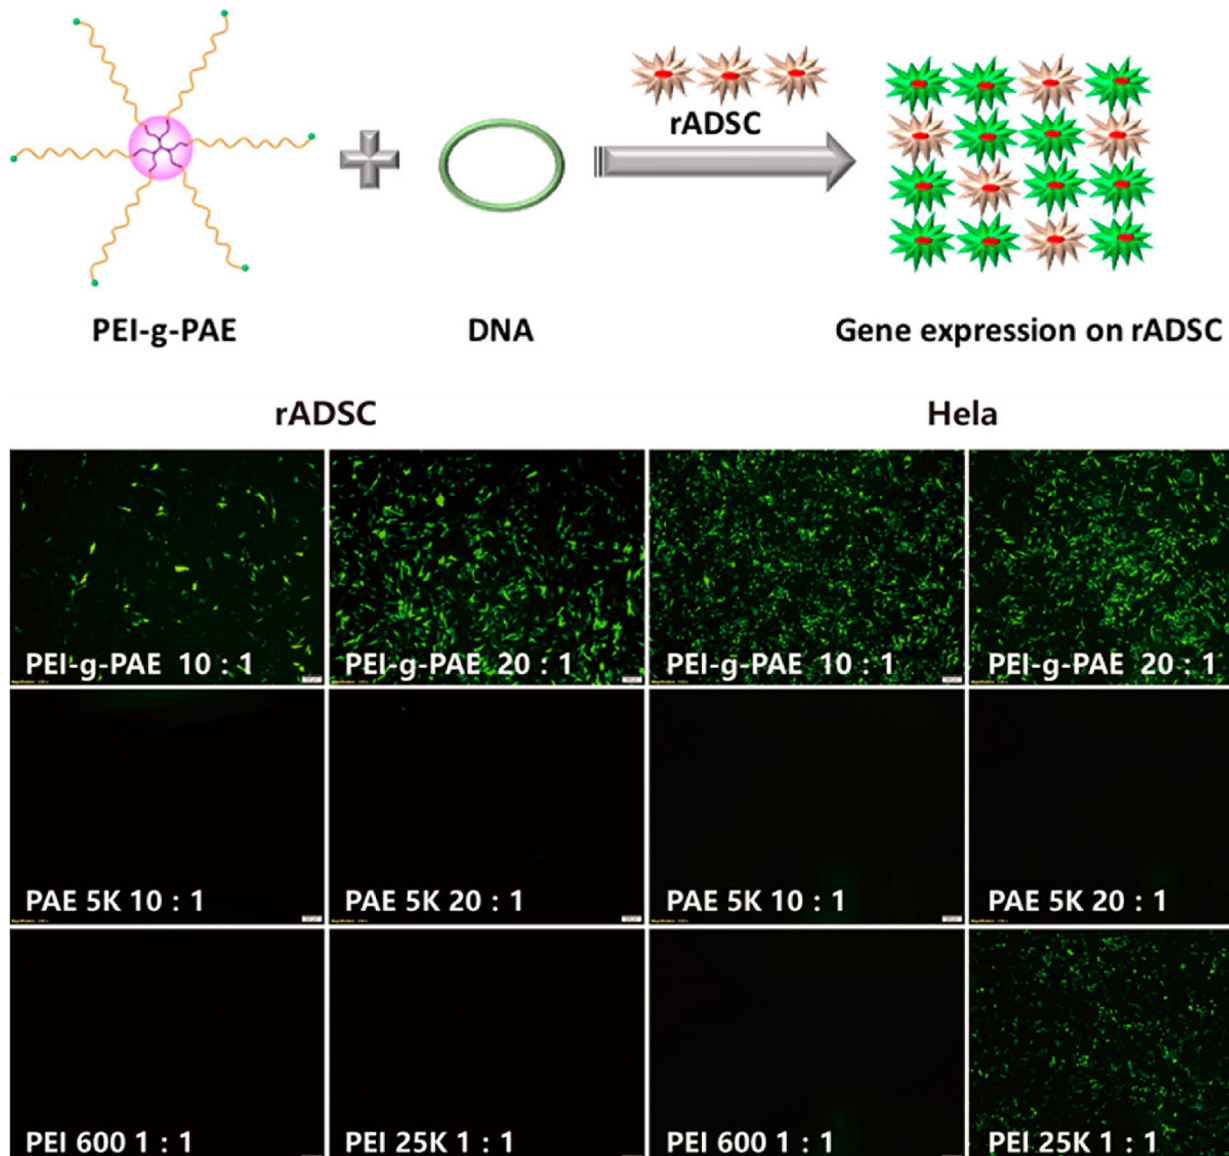 rADSC
PEI-g-PAE
DNA
Gene expression on rADSC
rADSC
Hela
PEI-g-PAE 10 : 1
PEI-g-PAE 20 : 1
PEI-g-PAE 10 : 1
PEI-g-PAE 20 : 1
PAE 5K 10 : 1
PAE 5K 20 : 1
PAE 5K 10 : 1
PAE 5K 20 : 1
PEI 600 1 : 1
PEI 25K 1 : 1
PEI 600 1 : 1
PEI 25K 1 : 1